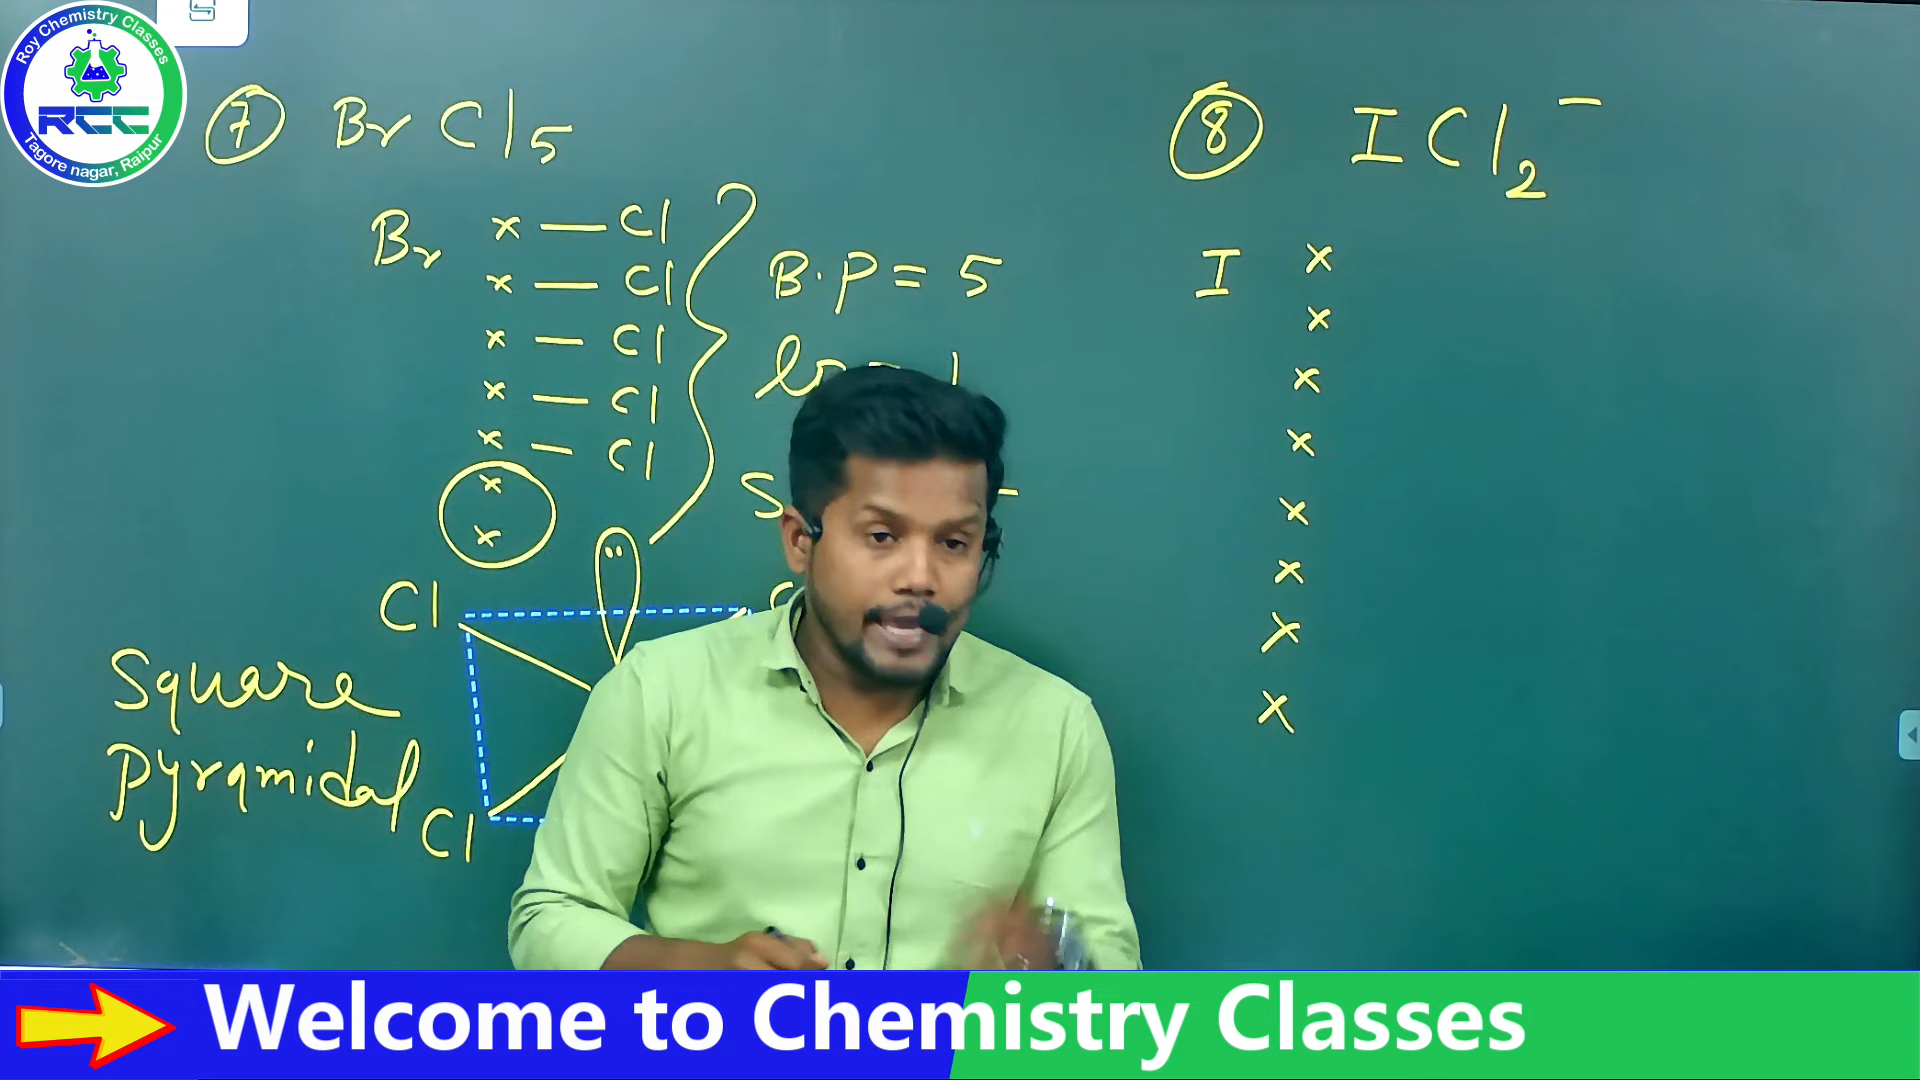 Roy Chemistry Classes
RCC
Tagore nagar, Raipur
7 BrCl5
Br x — Cl
x — Cl
x — Cl
x — Cl
x — Cl
x
x
B.P = 5
Cl
Cl
Square
Pyramidal
8 ICl2⁻
I x
x
x
x
x
x
x
x
Welcome to Chemistry Classes